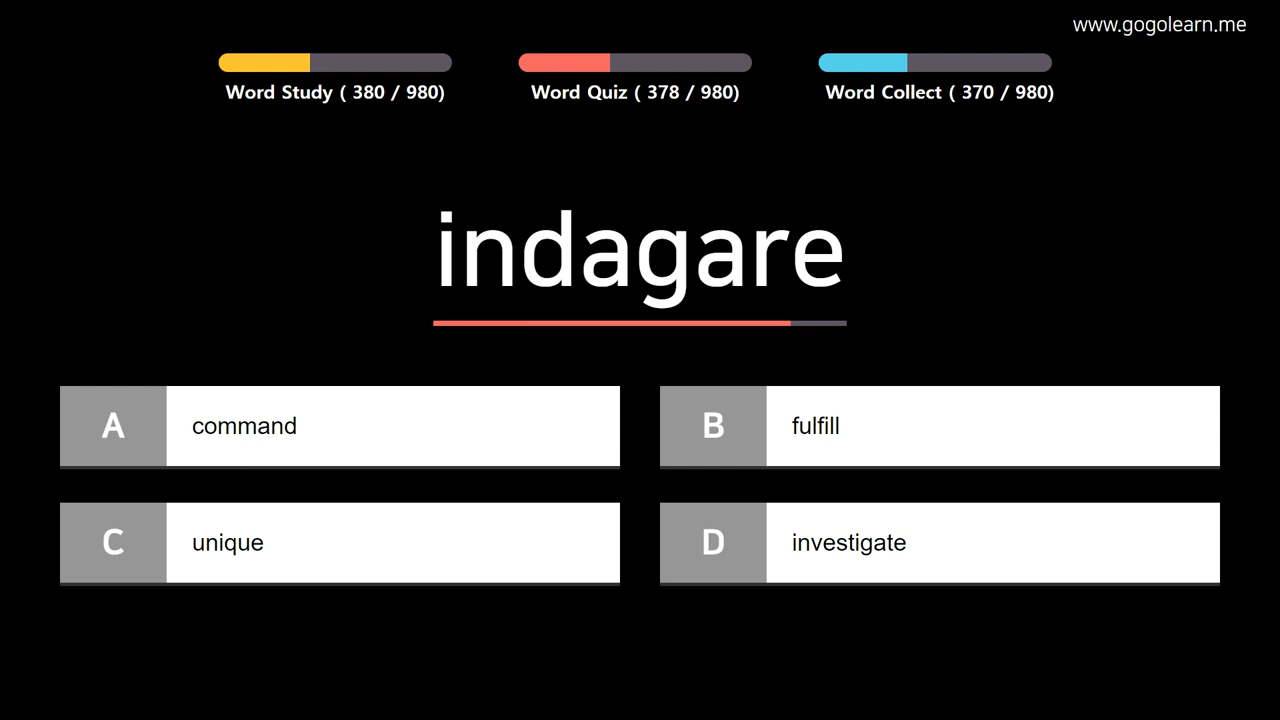 www.gogolearn.me
Word Study ( 380 / 980)
Word Quiz ( 378 / 980)
Word Collect ( 370 / 980)
indagare
A command
B fulfill
C unique
D investigate